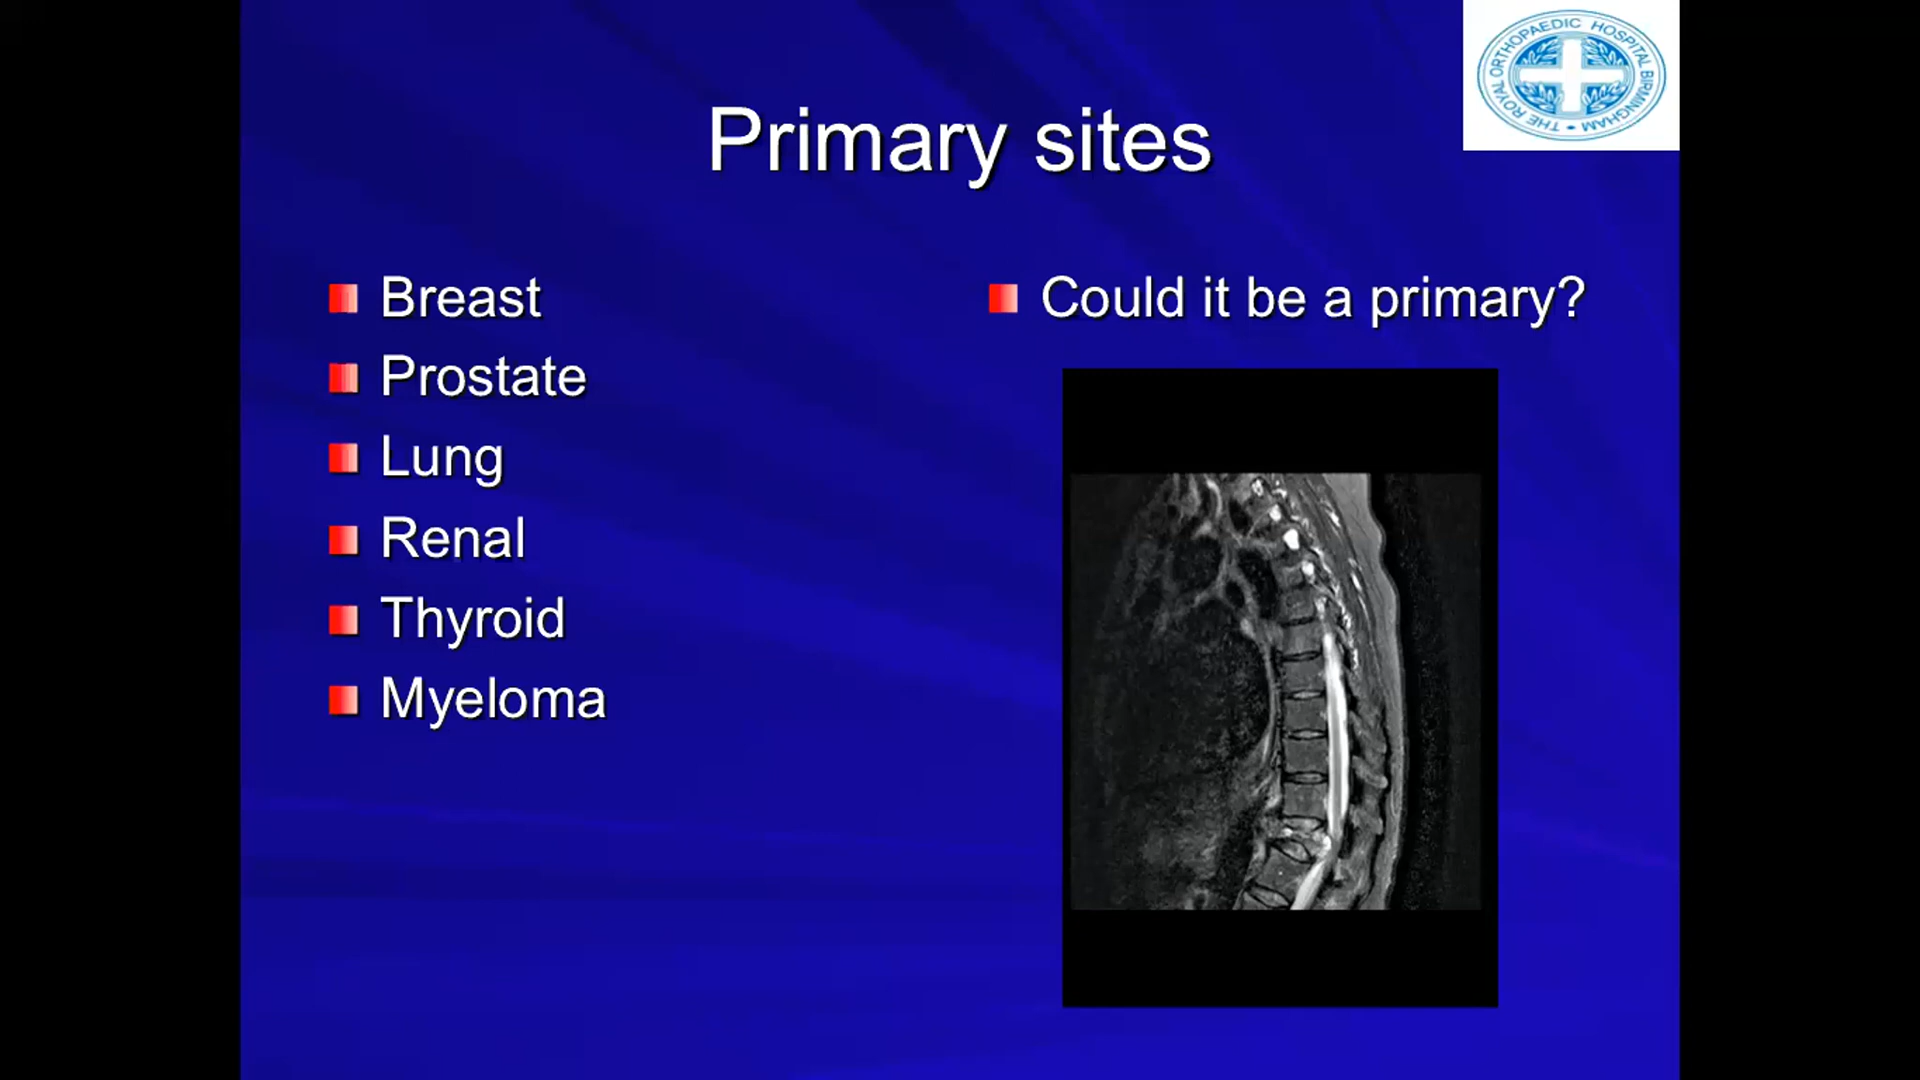 THE ROYAL ORTHOPAEDIC HOSPITAL BIRMINGHAM
Primary sites
Breast
Prostate
Lung
Renal
Thyroid
Myeloma
Could it be a primary?